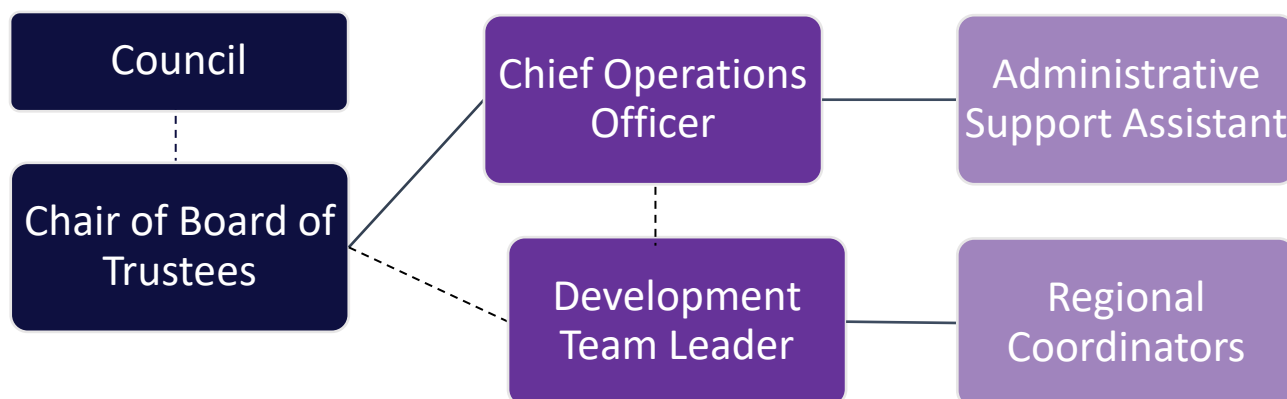 Council
Chair of Board of
Trustees
Chief Operations
Officer
Development
Team Leader
Administrative
Support Assistant
Regional
Coordinators